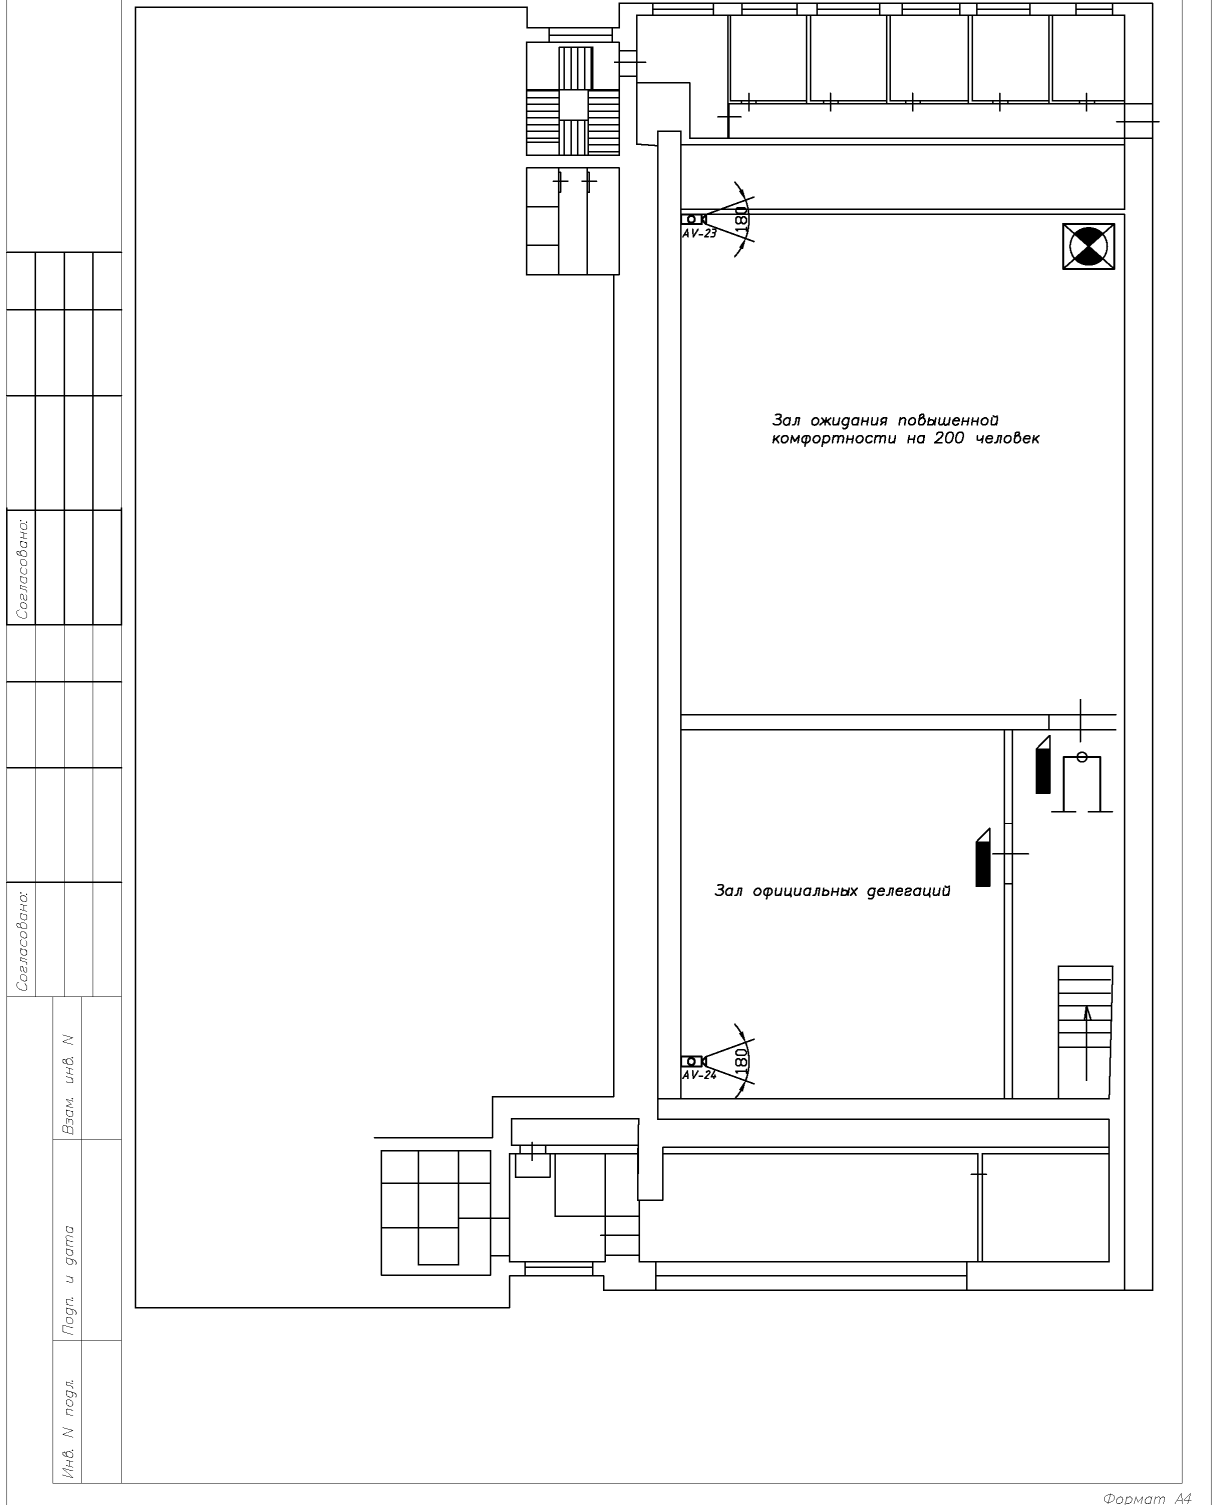 180
AV-23
Зал ожидания повышенной
комфортности на 200 человек
Согласовано:
Зал официальных делегаций
Согласовано:
180
AV-24
Взам. инв. N
Подп. и дата
Инв. N подл.
Формат А4